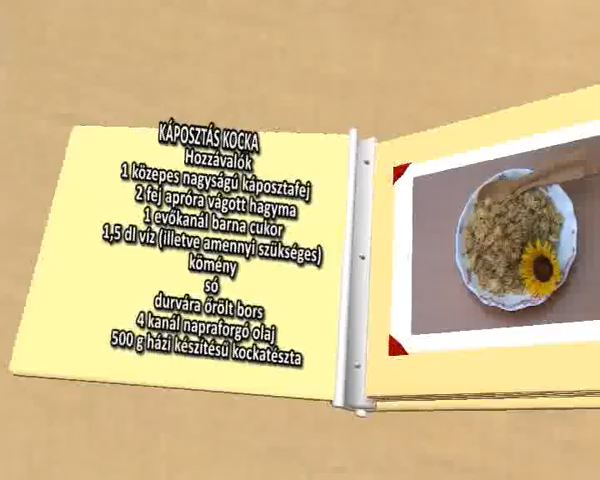 KÁPOSZTÁS KOCKA
Hozzávalók
1 közepes nagyságú káposztafej
2 fej apróra vágott hagyma
1 evőkanál barna cukor
1,5 dl víz (illetve amennyi szükséges)
kömény
só
durvára őrölt bors
4 kanál napraforgó olaj
500 g házi készítésű kockatészta